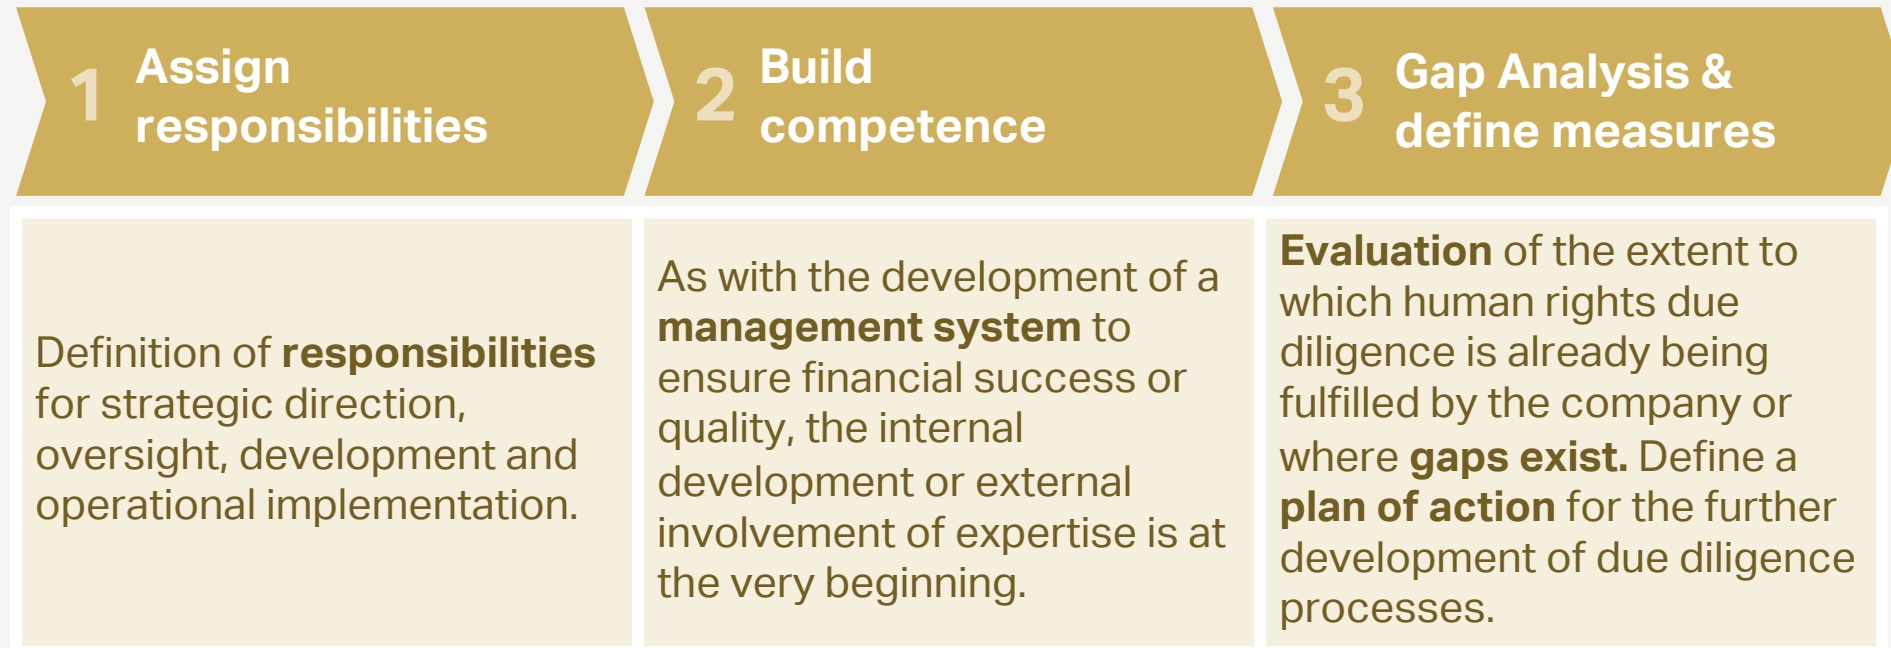 1
Assign
responsibilities
2
Build
competence
3
Gap Analysis &
define measures
Definition of responsibilities
for strategic direction,
oversight, development and
operational implementation.
As with the development of a
management system to
ensure financial success or
quality, the internal
development or external
involvement of expertise is at
the very beginning.
Evaluation of the extent to
which human rights due
diligence is already being
fulfilled by the company or
where gaps exist. Define a
plan of action for the further
development of due diligence
processes.